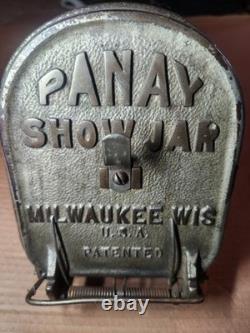 PANAY
SHOW JAR
MILWAUKEE WIS
U.S.A.
PATENTED